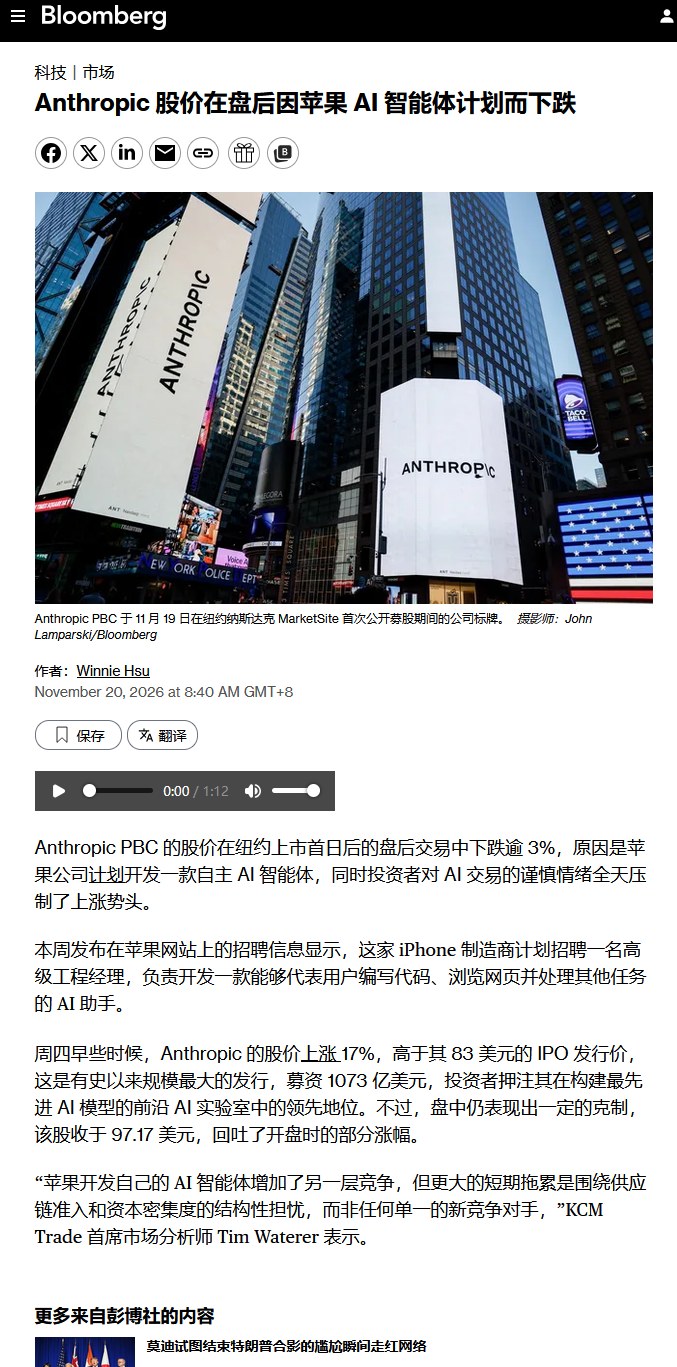 Bloomberg
科技 | 市场
Anthropic 股价在盘后因苹果 AI 智能体计划而下跌
ANTHROPIC
ANTHROPIC
ANTHROPIC
TACO
BELL
EW ORK OLICE EPT
Anthropic PBC 于 11 月 19 日在纽约纳斯达克 MarketSite 首次公开募股期间的公司标牌。 摄影师：John
Lamparski/Bloomberg
作者：Winnie Hsu
November 20, 2026 at 8:40 AM GMT+8
保存 翻译
0:00 / 1:12
Anthropic PBC 的股价在纽约上市首日后的盘后交易中下跌逾 3%，原因是苹
果公司计划开发一款自主 AI 智能体，同时投资者对 AI 交易的谨慎情绪全天压
制了上涨势头。
本周发布在苹果网站上的招聘信息显示，这家 iPhone 制造商计划招聘一名高
级工程经理，负责开发一款能够代表用户编写代码、浏览网页并处理其他任务
的 AI 助手。
周四早些时候，Anthropic 的股价上涨 17%，高于其 83 美元的 IPO 发行价，
这是有史以来规模最大的发行，募资 1073 亿美元，投资者押注其在构建最先
进 AI 模型的前沿 AI 实验室中的领先地位。不过，盘中仍表现出一定的克制，
该股收于 97.17 美元，回吐了开盘时的部分涨幅。
“苹果开发自己的 AI 智能体增加了另一层竞争，但更大的短期拖累是围绕供应
链准入和资本密集度的结构性担忧，而非任何单一的新竞争对手，”KCM
Trade 首席市场分析师 Tim Waterer 表示。
更多来自彭博社的内容
莫迪试图结束特朗普合影的尴尬瞬间走红网络